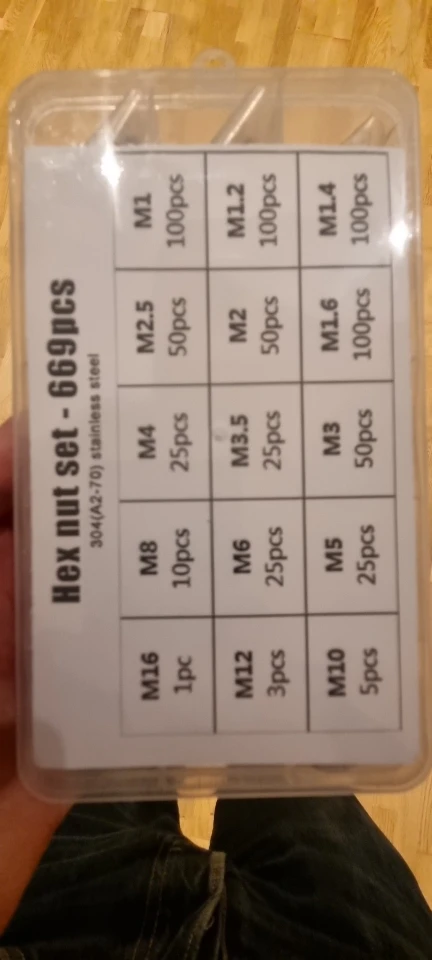 Hex nut set - 669pcs
304(A2-70) stainless steel
M16 M8 M4 M2.5 M1
1pc 10pcs 25pcs 50pcs 100pcs
M12 M6 M3.5 M2 M1.2
3pcs 25pcs 25pcs 50pcs 100pcs
M10 M5 M3 M1.6 M1.4
5pcs 25pcs 50pcs 100pcs 100pcs